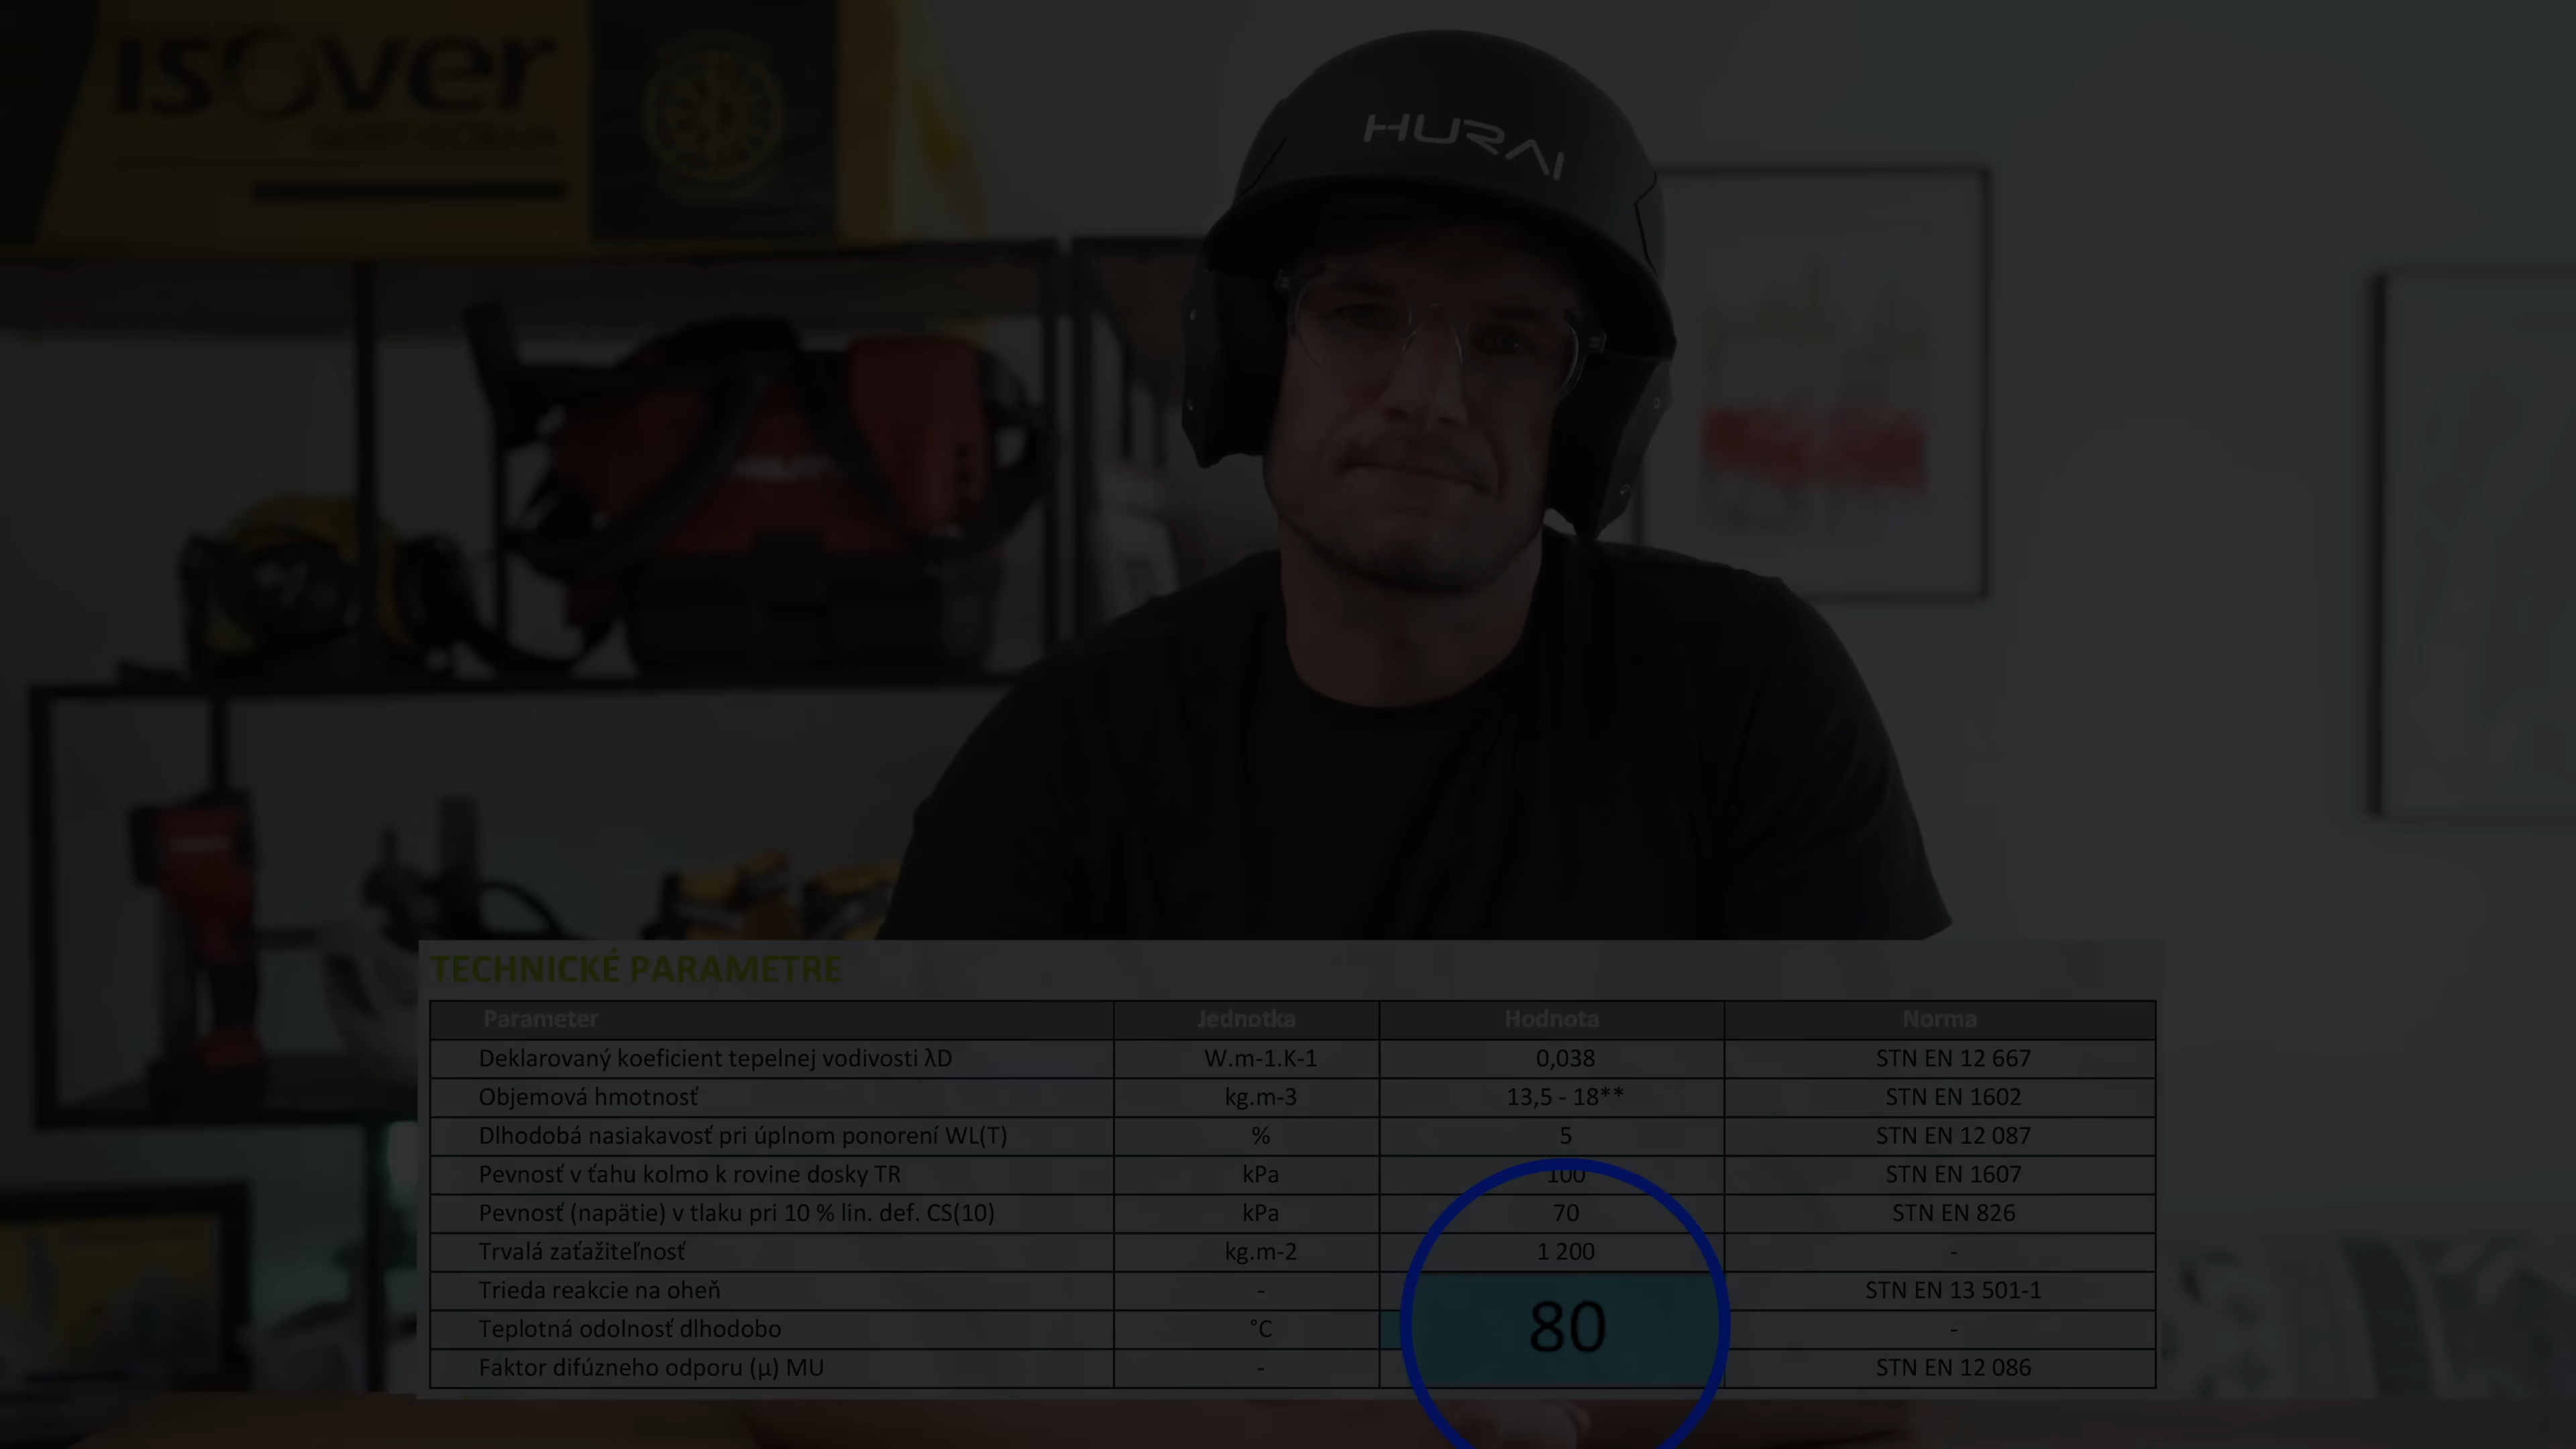 isover
SAINT-GOBAIN
HURAI
TECHNICKÉ PARAMETRE
Parameter Jednotka Hodnota Norma
Deklarovaný koeficient tepelnej vodivosti λD W.m-1.K-1 0,038 STN EN 12 667
Objemová hmotnosť kg.m-3 13,5 - 18** STN EN 1602
Dlhodobá nasiakavosť pri úplnom ponorení WL(T) % 5 STN EN 12 087
Pevnosť v ťahu kolmo k rovine dosky TR kPa 100 STN EN 1607
Pevnosť (napätie) v tlaku pri 10 % lin. def. CS(10) kPa 70 STN EN 826
Trvalá zaťažiteľnosť kg.m-2 1 200 -
Trieda reakcie na oheň - STN EN 13 501-1
Teplotná odolnosť dlhodobo °C 80 -
Faktor difúzneho odporu (μ) MU - STN EN 12 086